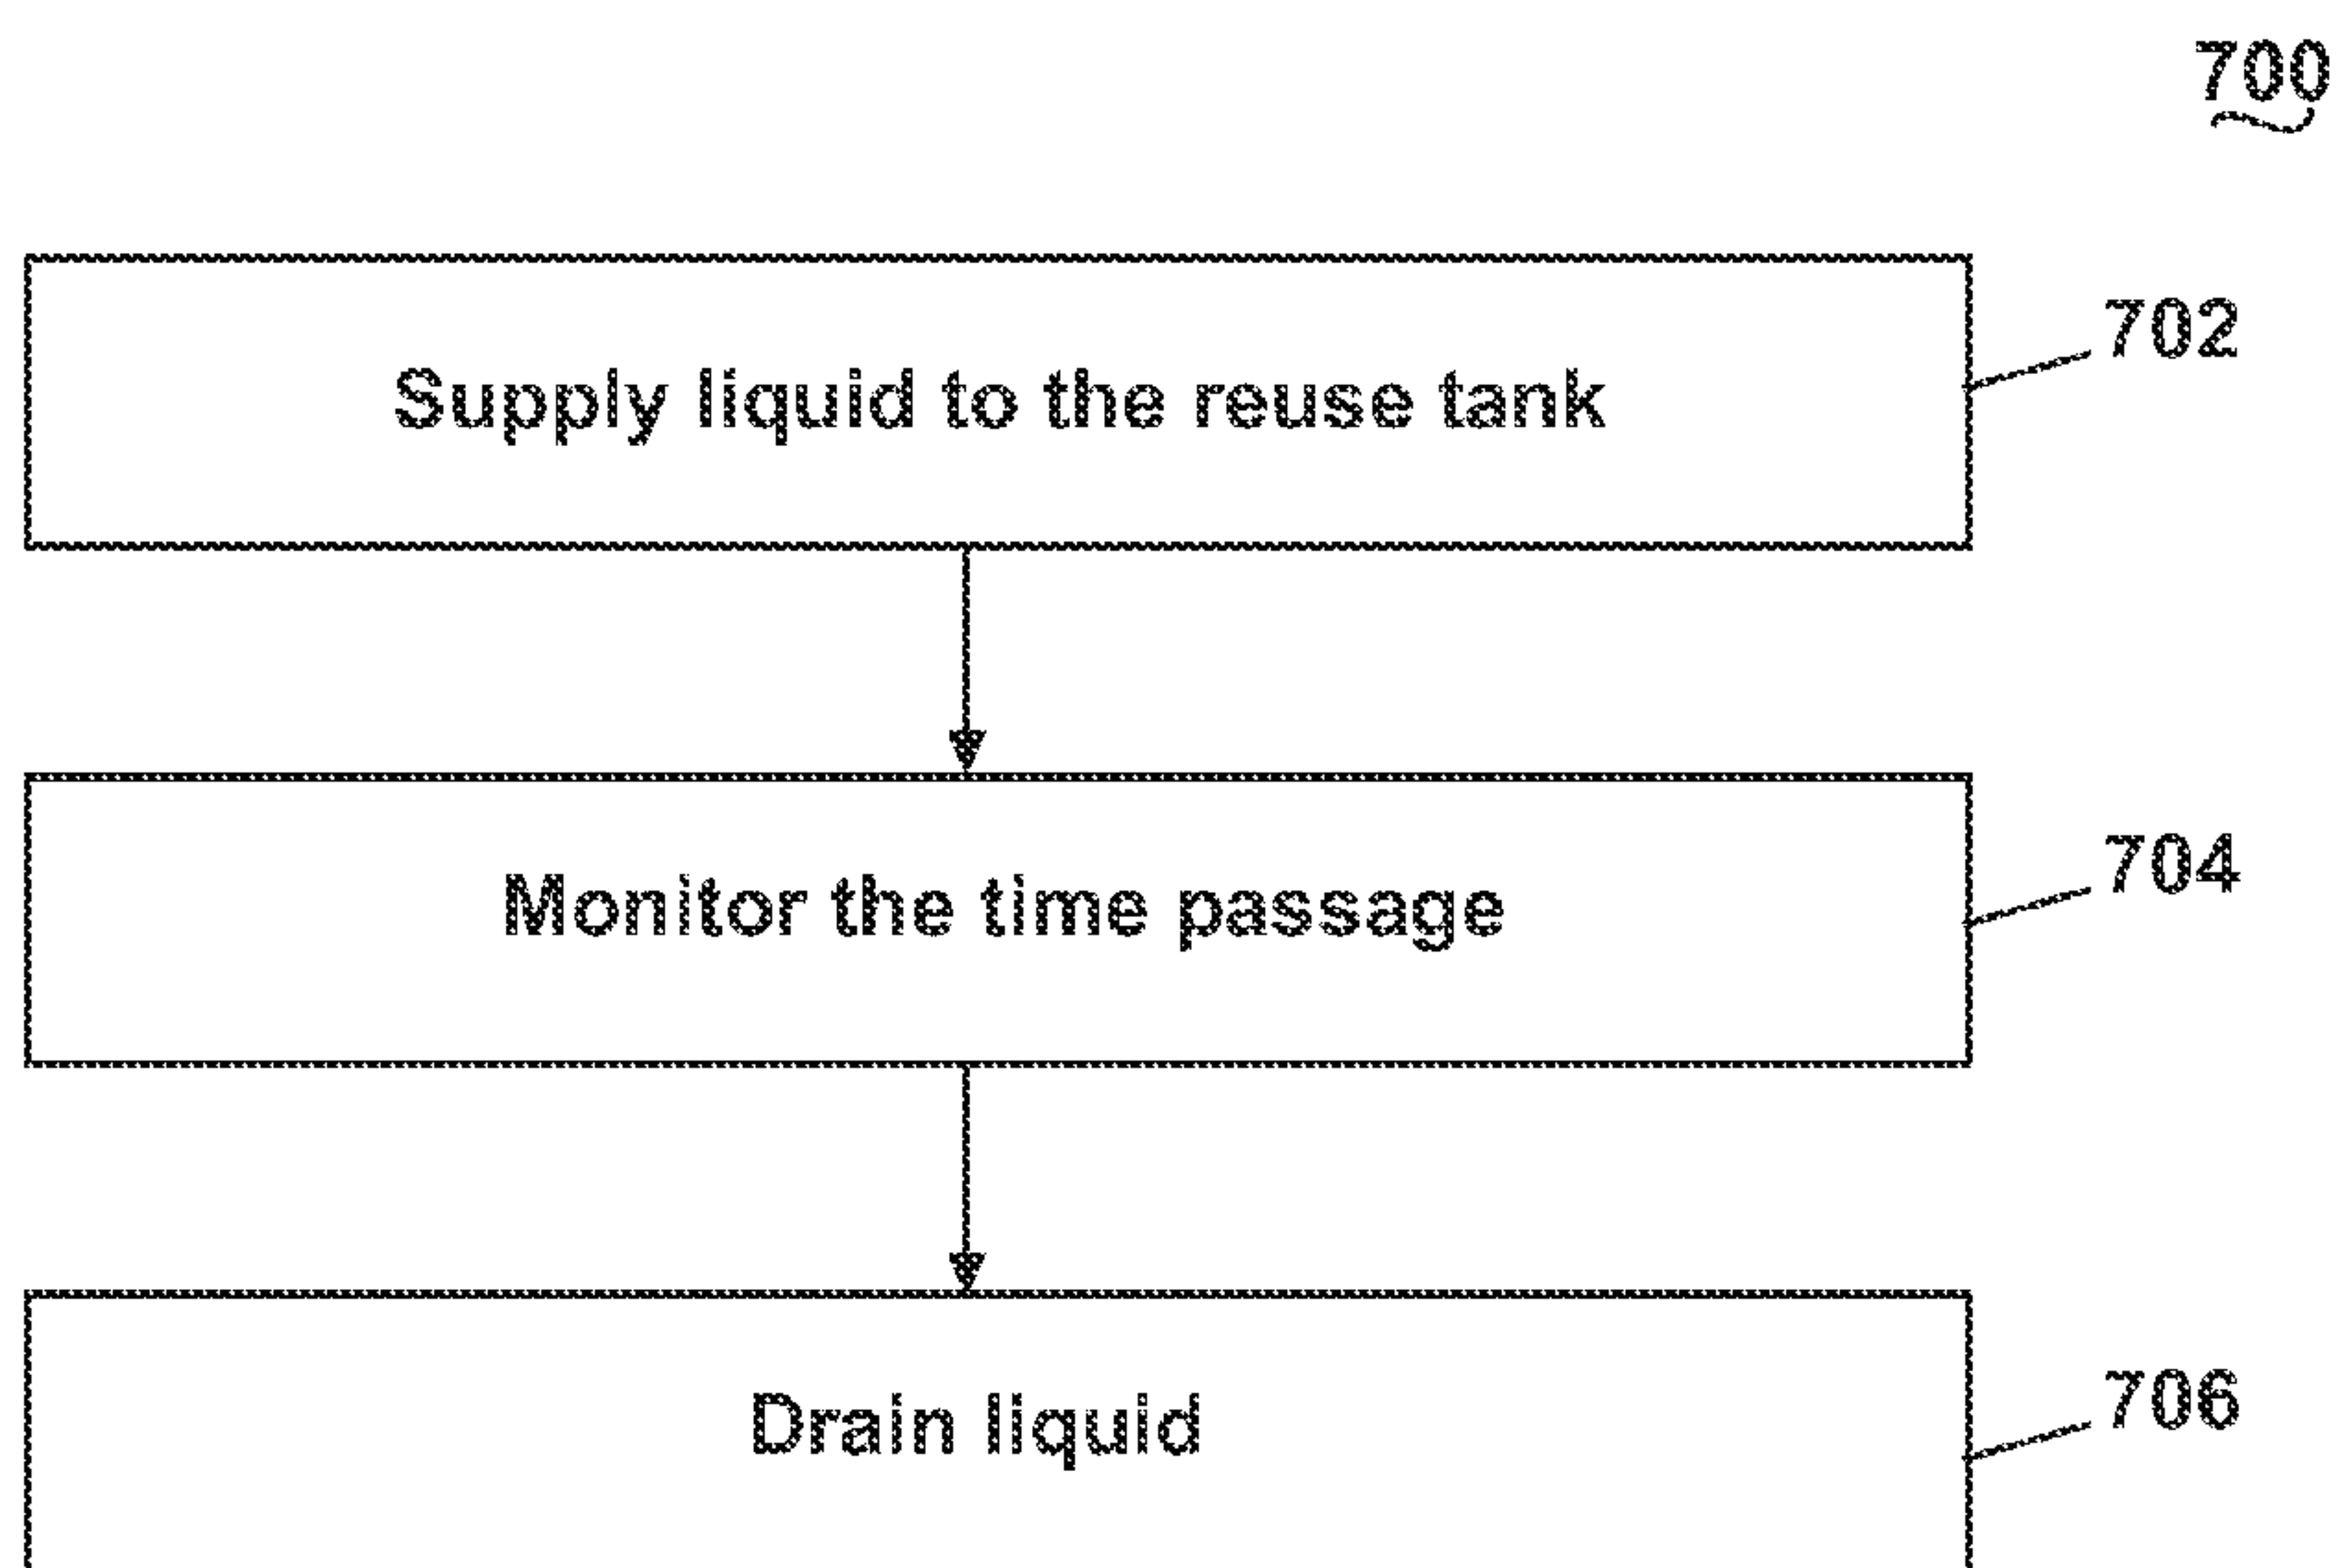 700
Supply liquid to the reuse tank
702
Monitor the time passage
704
Drain liquid
706